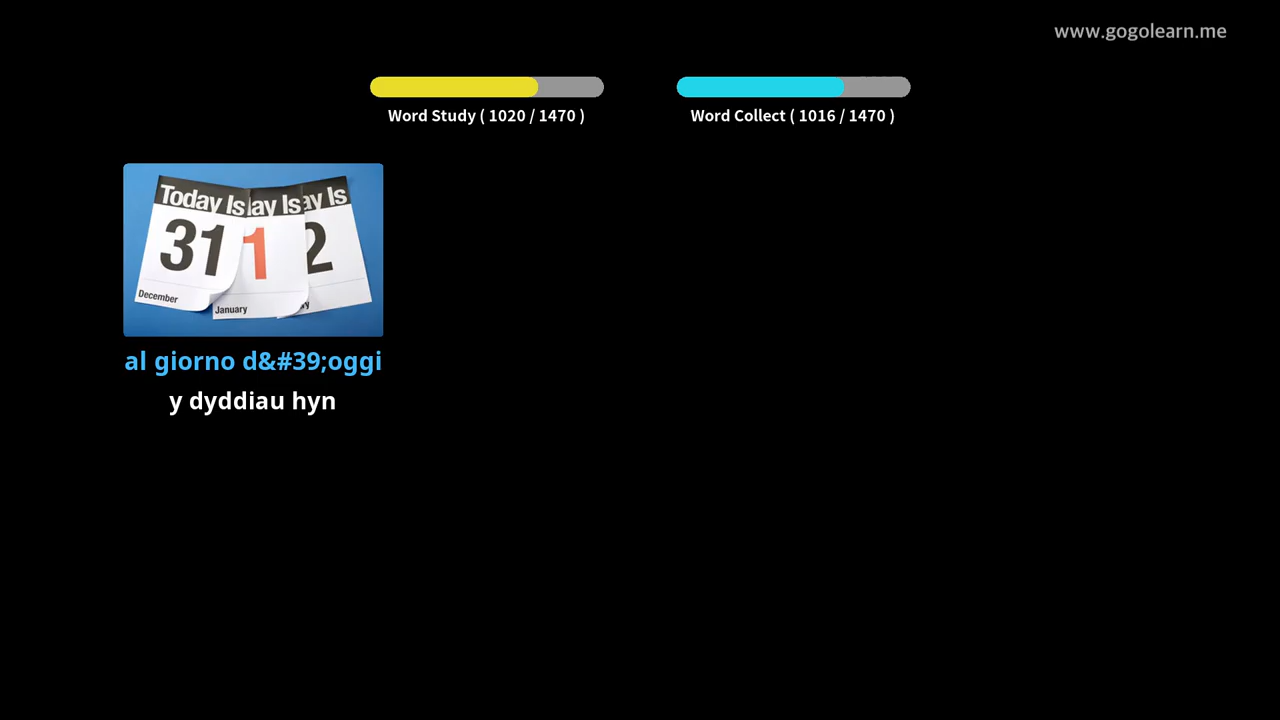 www.gogolearn.me
Word Study ( 1020 / 1470 )
Word Collect ( 1016 / 1470 )
Today Is
ay Is
ay Is
31
1
2
December
January
ry
al giorno d&#39;oggi
y dyddiau hyn